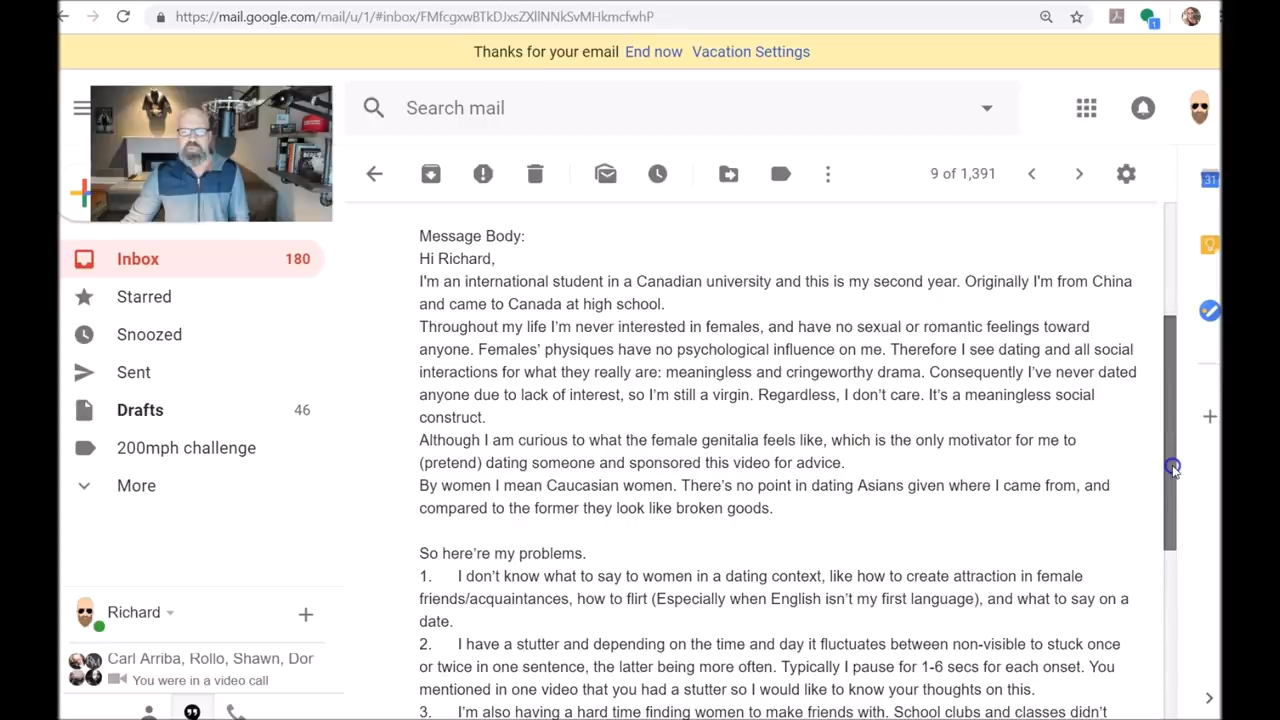 https://mail.google.com/mail/u/1/#inbox/FMfcgxwBTkDJxsZXllNNkSvMHkmcfwhP
1
Thanks for your email End now Vacation Settings
Search mail
9 of 1,391
31
Inbox 180
Starred
Snoozed
Sent
Drafts 46
200mph challenge
More
Richard
Carl Arriba, Rollo, Shawn, Dor
You were in a video call
Message Body:
Hi Richard,
I'm an international student in a Canadian university and this is my second year. Originally I'm from China
and came to Canada at high school.
Throughout my life I’m never interested in females, and have no sexual or romantic feelings toward
anyone. Females’ physiques have no psychological influence on me. Therefore I see dating and all social
interactions for what they really are: meaningless and cringeworthy drama. Consequently I’ve never dated
anyone due to lack of interest, so I’m still a virgin. Regardless, I don’t care. It’s a meaningless social
construct.
Although I am curious to what the female genitalia feels like, which is the only motivator for me to
(pretend) dating someone and sponsored this video for advice.
By women I mean Caucasian women. There’s no point in dating Asians given where I came from, and
compared to the former they look like broken goods.
So here’re my problems.
1. I don’t know what to say to women in a dating context, like how to create attraction in female
friends/acquaintances, how to flirt (Especially when English isn’t my first language), and what to say on a
date.
2. I have a stutter and depending on the time and day it fluctuates between non-visible to stuck once
or twice in one sentence, the latter being more often. Typically I pause for 1-6 secs for each onset. You
mentioned in one video that you had a stutter so I would like to know your thoughts on this.
3. I’m also having a hard time finding women to make friends with. School clubs and classes didn’t